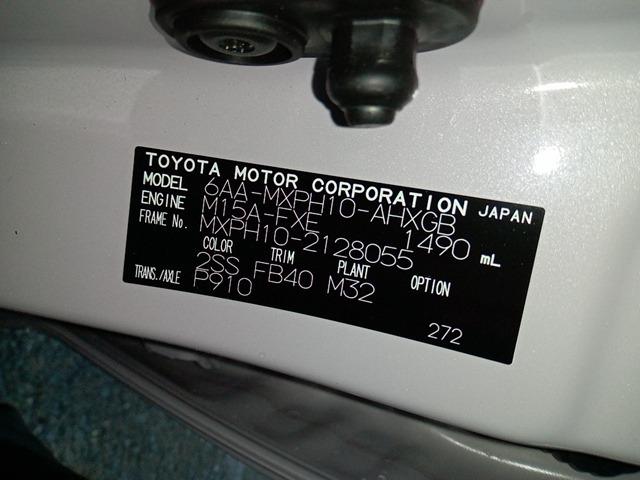 TOYOTA MOTOR CORPORATION JAPAN
MODEL 6AA-MXPH10-AHXGB
ENGINE M15A-FXE 1490 mL
FRAME No. MXPH10-2128055
COLOR TRIM PLANT OPTION
2SS FB40 M32
TRANS./AXLE P910
272